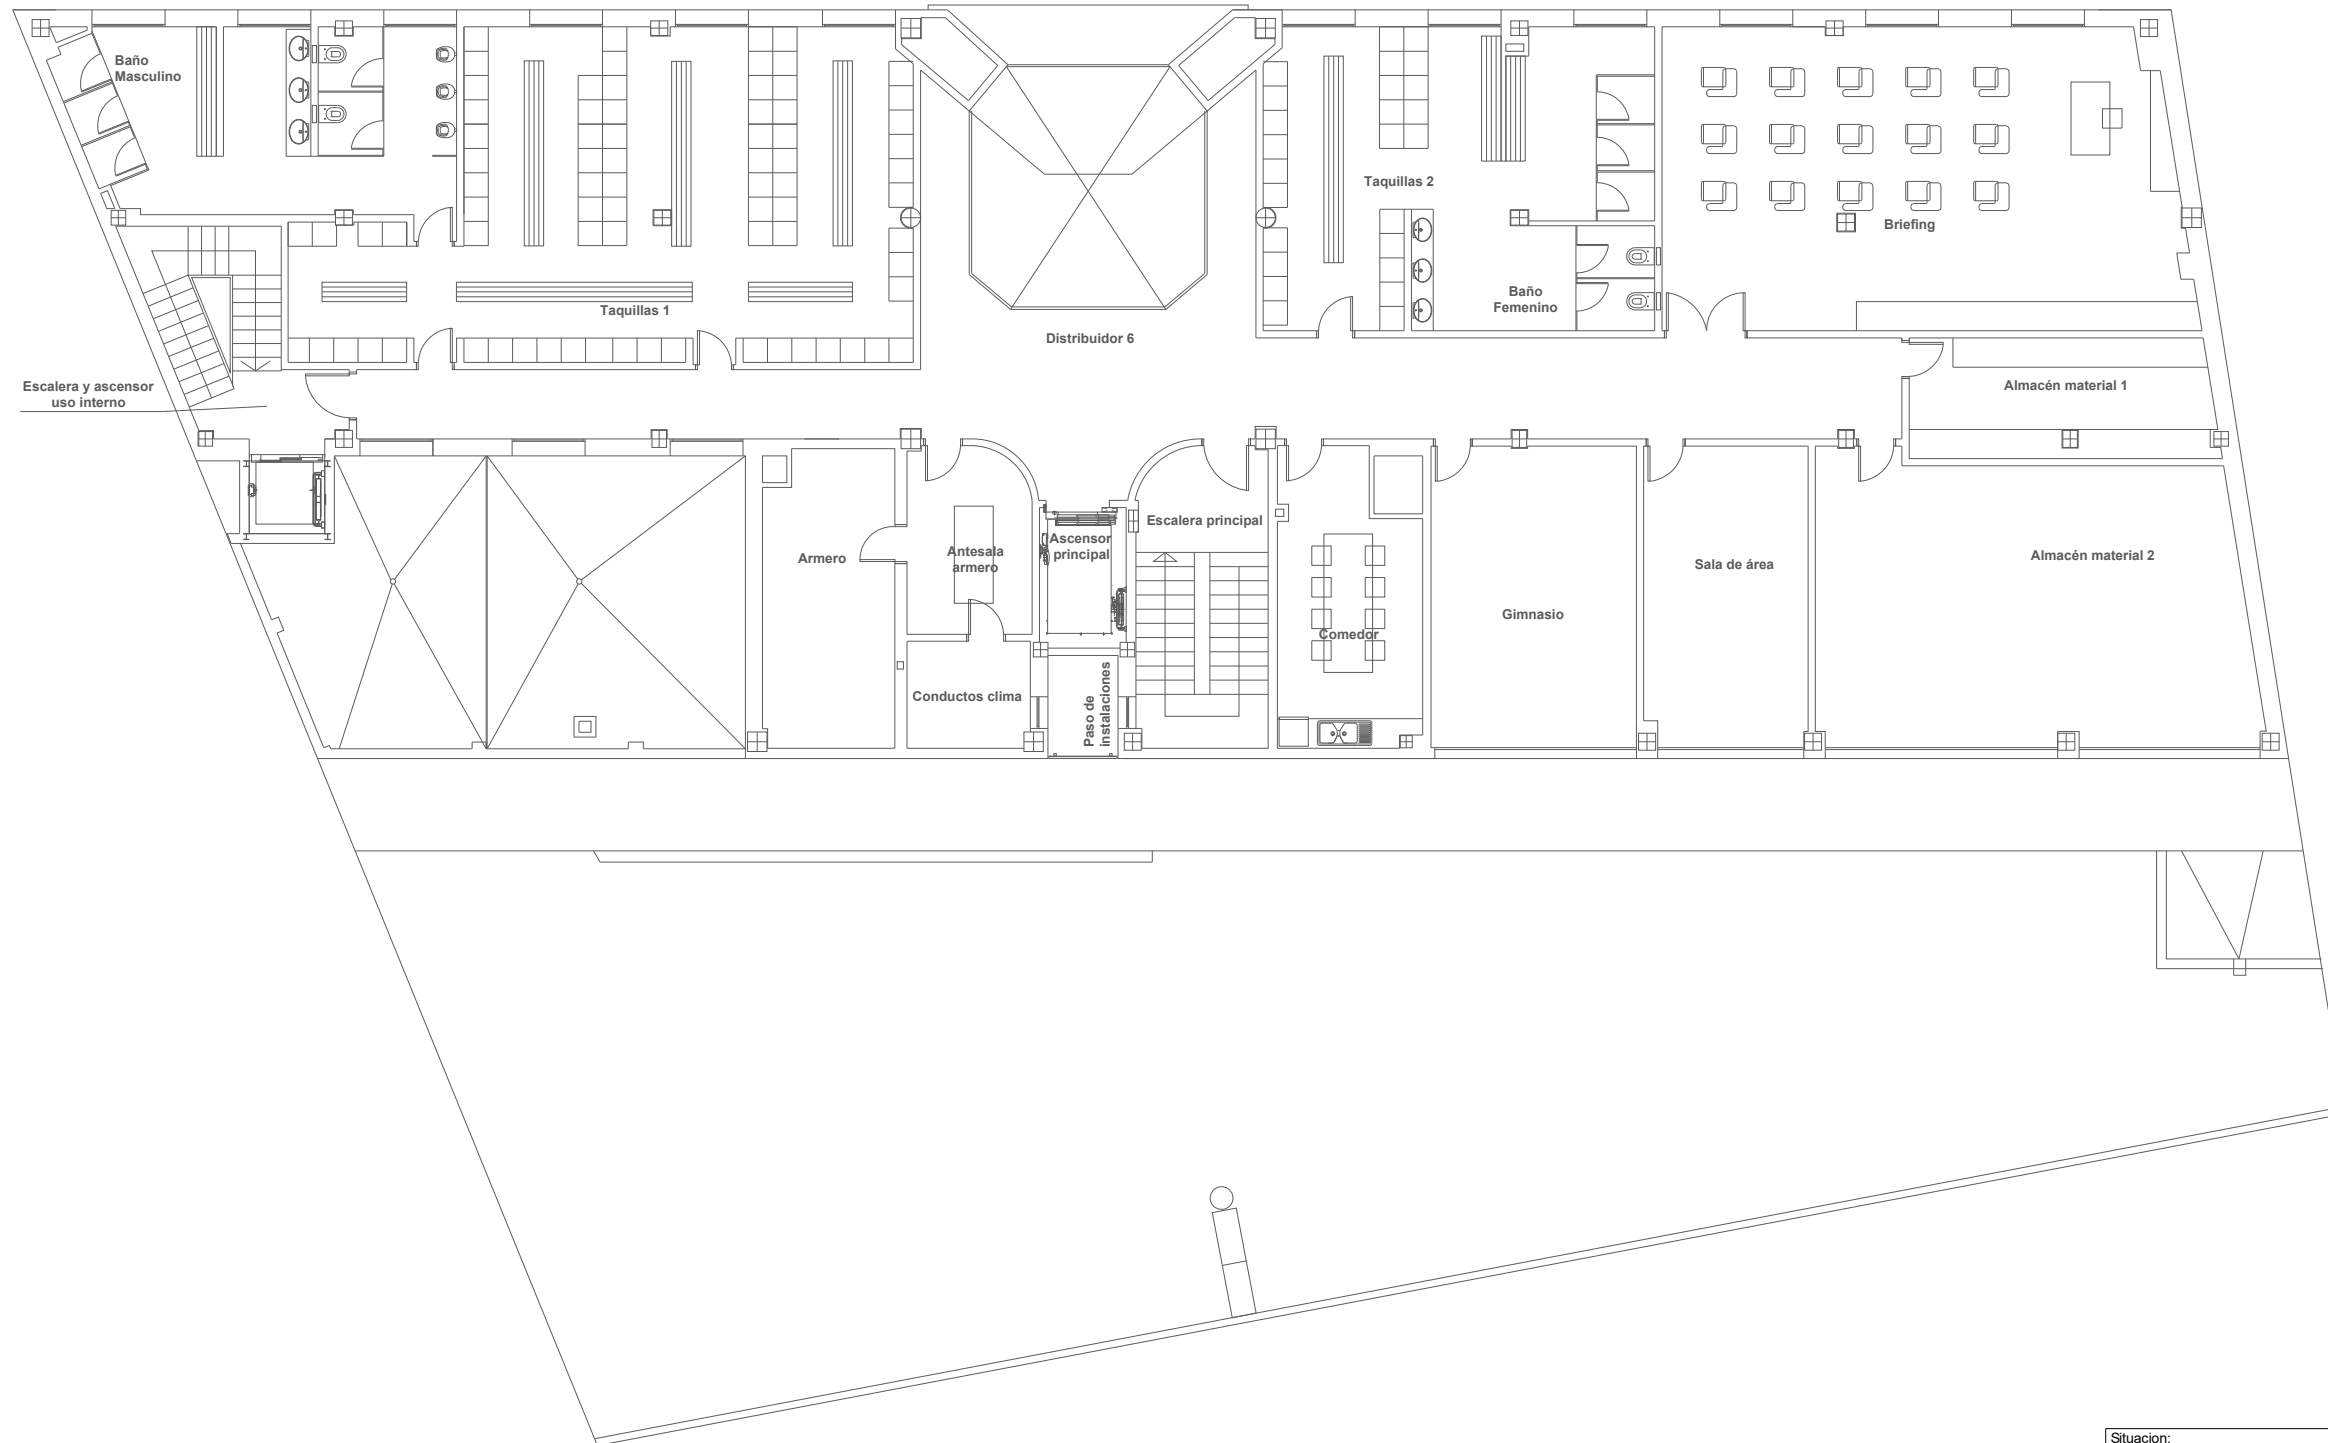 Baño
Masculino
Taquillas 2
Briefing
Baño
Femenino
Taquillas 1
Distribuidor 6
Escalera y ascensor
uso interno
Almacén material 1
Escalera principal
Ascensor
principal
Antesala
armero
Armero
Almacén material 2
Sala de área
Gimnasio
Comedor
Conductos clima
Paso de
instalaciones
Situacion: